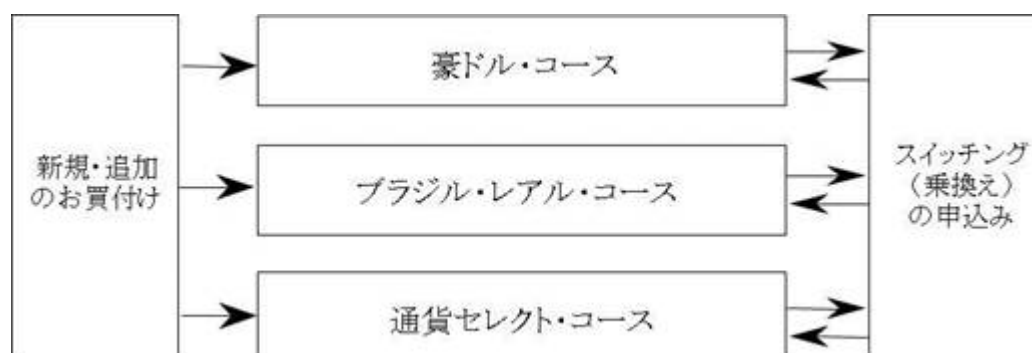 新規・追加
のお買付け
豪ドル・コース
ブラジル・レアル・コース
通貨セレクト・コース
スイッチング
（乗換え）
の申込み